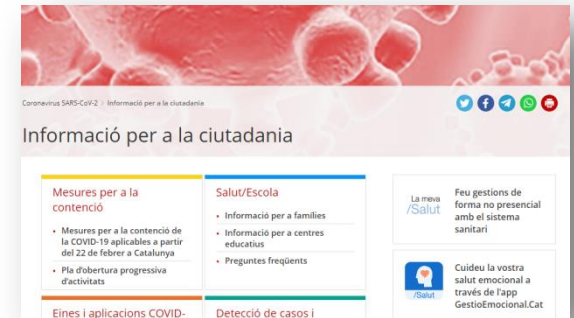 Coronavirus SARS-CoV-2 > Informació per a la ciutadania
Informació per a la ciutadania
Mesures per a la
contenció
• Mesures per a la contenció de
la COVID-19 aplicables a partir
del 22 de febrer a Catalunya
• Pla d'obertura progressiva
d'activitats
Salut/Escola
• Informació per a famílies
• Informació per a centres
educatius
• Preguntes freqüents
La meva
/Salut
Feu gestions de
forma no presencial
amb el sistema
sanitari
/Salut
Cuideu la vostra
salut emocional a
través de l'app
GestioEmocional.Cat
Eines i aplicacions COVID-
Detecció de casos i